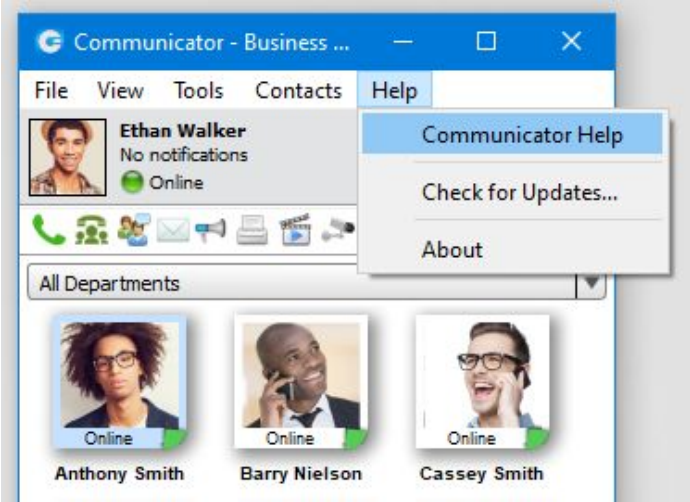 Communicator - Business ...
File View Tools Contacts Help
Ethan Walker
No notifications
Online
Communicator Help
Check for Updates...
About
All Departments
Online Online Online
Anthony Smith Barry Nielson Cassey Smith